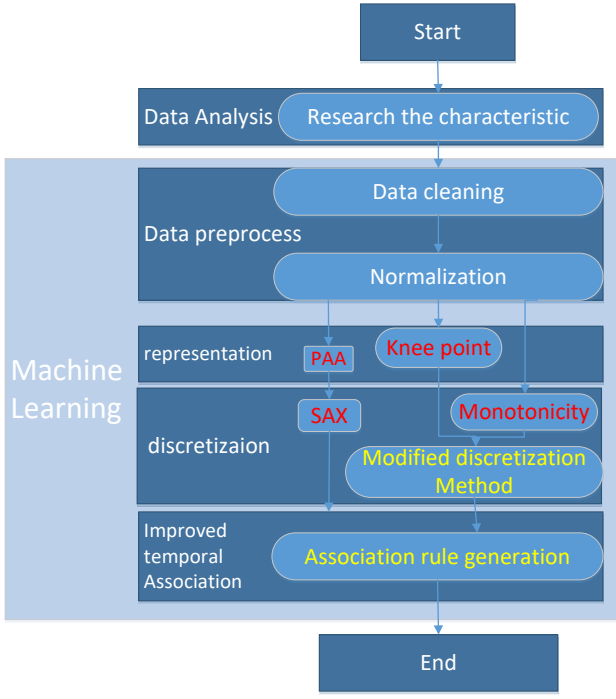 Start
Data Analysis
Research the characteristic
Data cleaning
Data preprocess
Normalization
Machine
Learning
representation
PAA
Knee point
discretizaion
SAX
Monotonicity
Modified discretization
Method
Improved
temporal
Association
Association rule generation
End